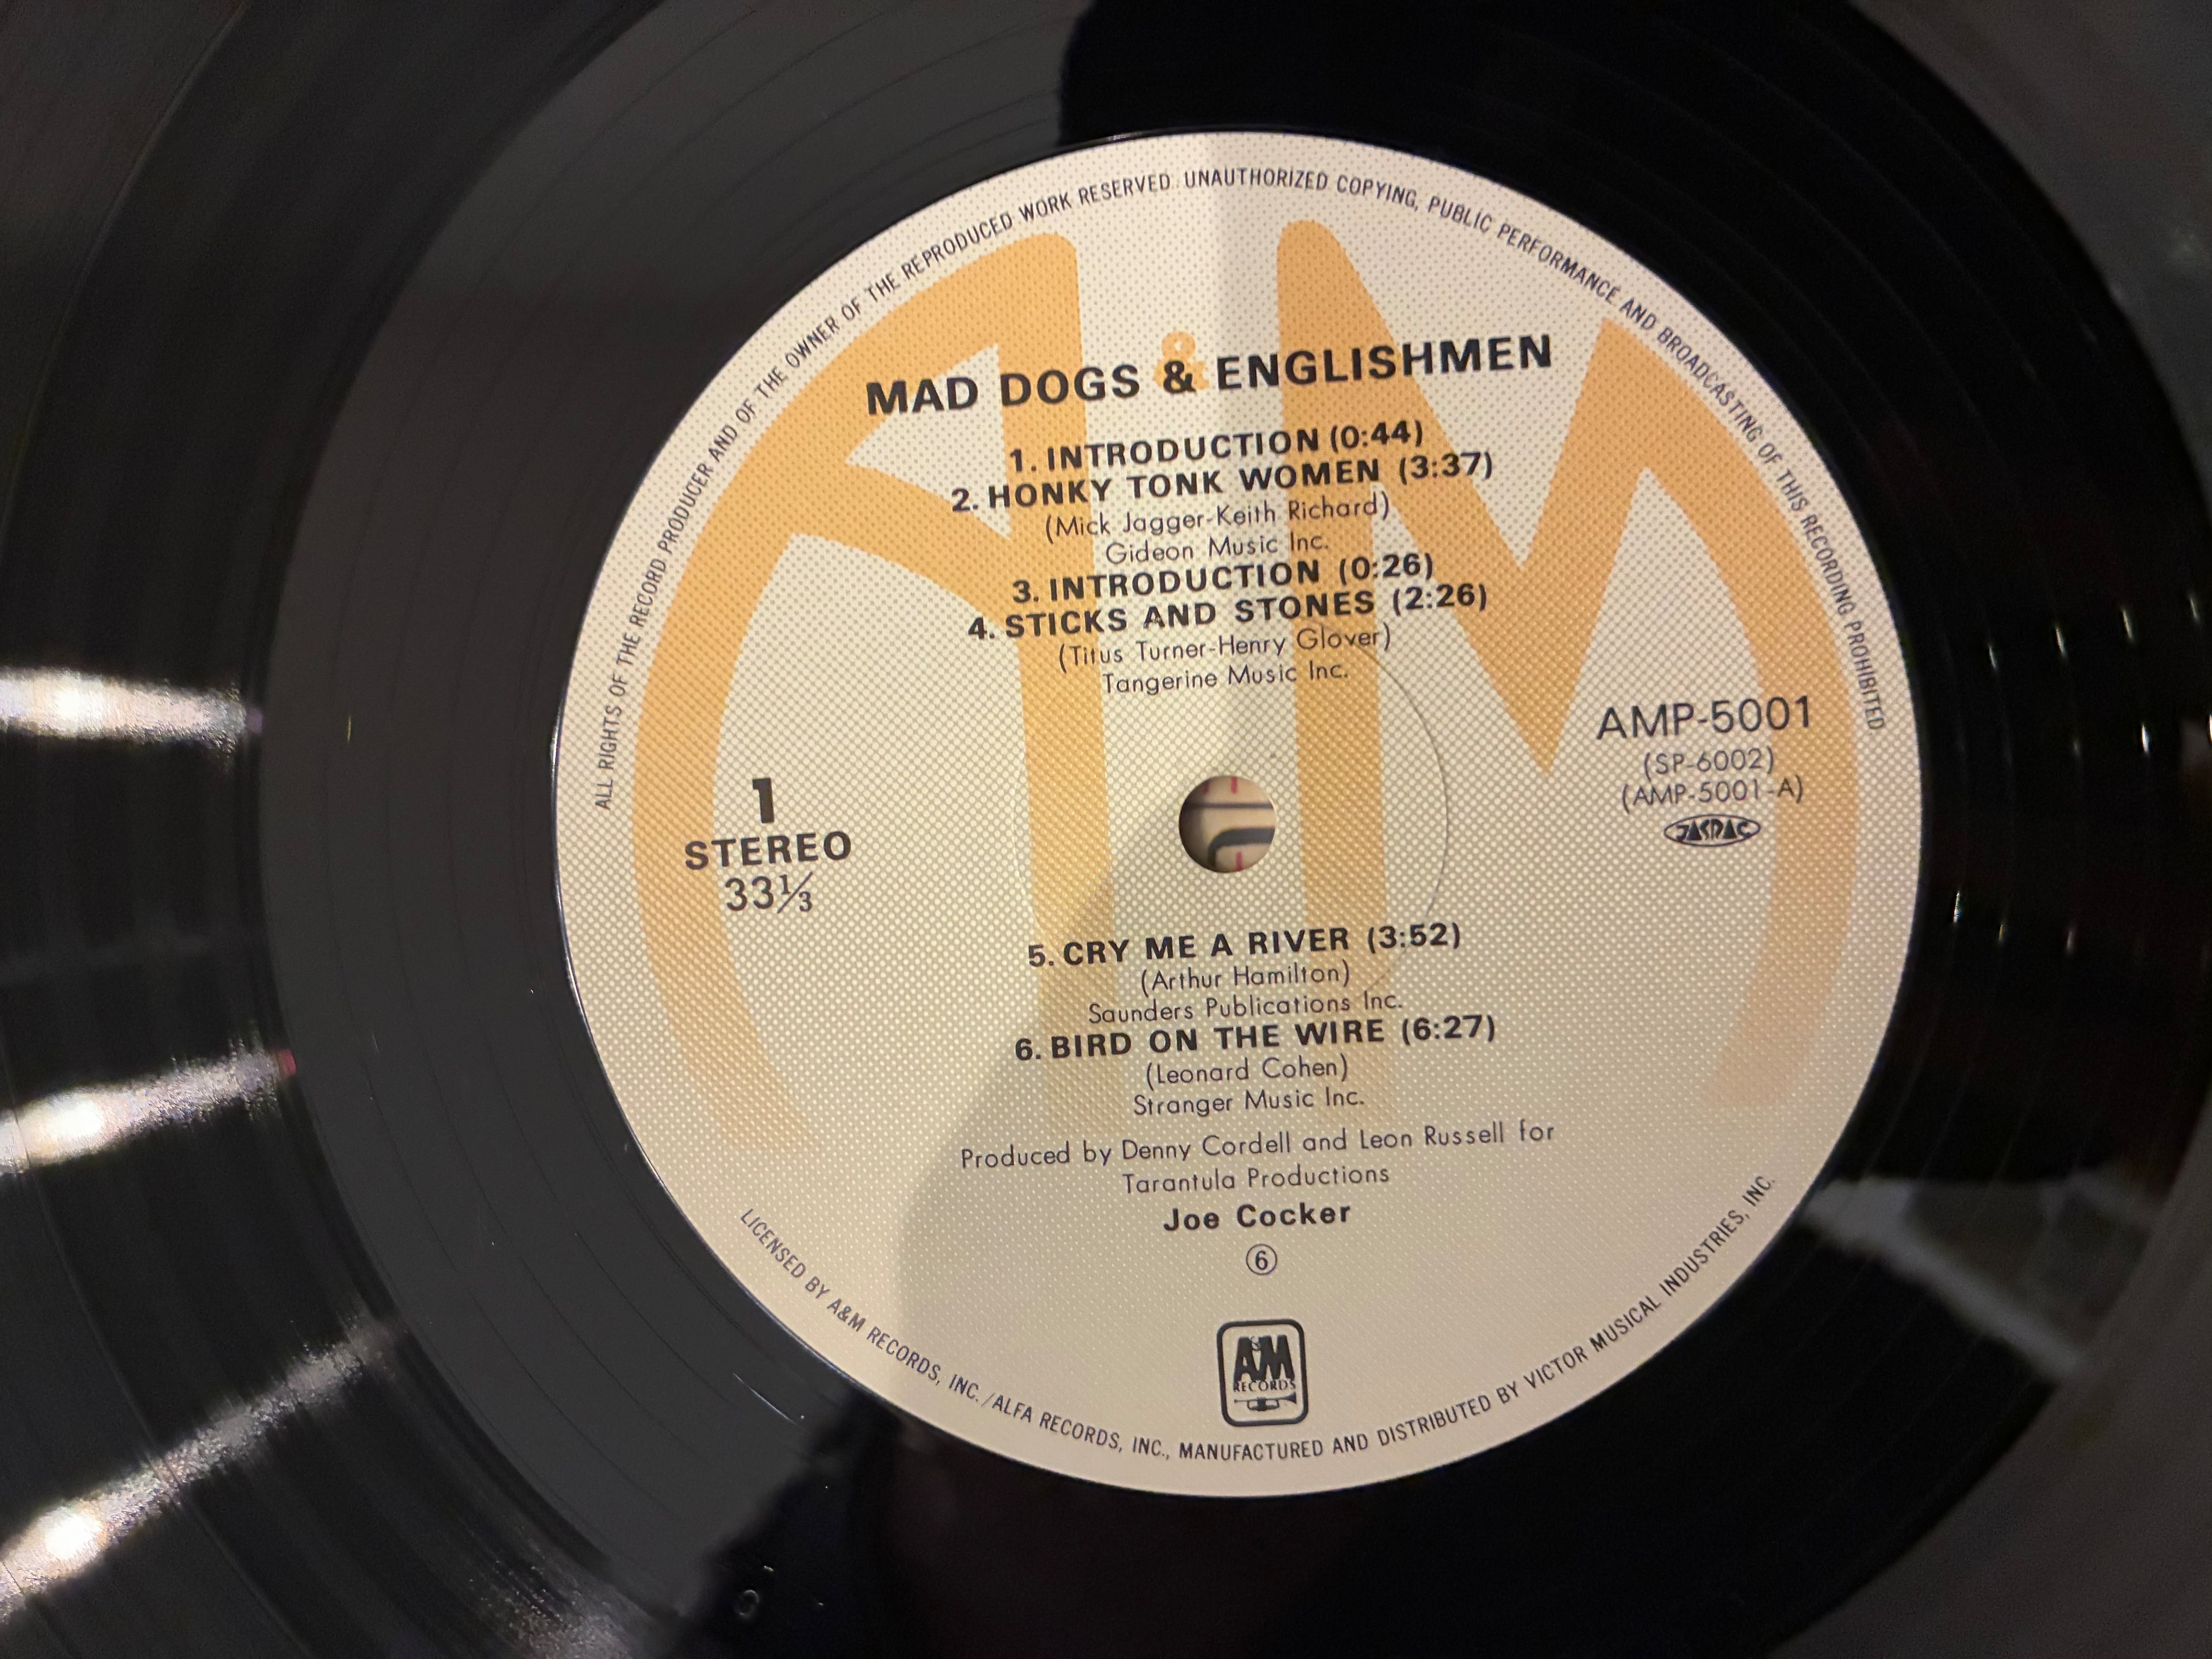 ALL RIGHTS OF THE RECORD PRODUCER AND OF THE OWNER OF THE REPRODUCED WORK RESERVED. UNAUTHORIZED COPYING, PUBLIC PERFORMANCE AND BROADCASTING OF THIS RECORDING PROHIBITED
A&M
MAD DOGS & ENGLISHMEN
1. INTRODUCTION (0:44)
2. HONKY TONK WOMEN (3:37)
(Mick Jagger-Keith Richard)
Gideon Music Inc.
3. INTRODUCTION (0:26)
4. STICKS AND STONES (2:26)
(Titus Turner-Henry Glover)
Tangerine Music Inc.
1
STEREO
33⅓
AMP-5001
(SP-6002)
(AMP-5001-A)
JASRAC
5. CRY ME A RIVER (3:52)
(Arthur Hamilton)
Saunders Publications Inc.
6. BIRD ON THE WIRE (6:27)
(Leonard Cohen)
Stranger Music Inc.
Produced by Denny Cordell and Leon Russell for
Tarantula Productions
Joe Cocker
⑥
A&M
RECORDS
LICENSED BY A&M RECORDS, INC./ALFA RECORDS, INC., MANUFACTURED AND DISTRIBUTED BY VICTOR MUSICAL INDUSTRIES, INC.